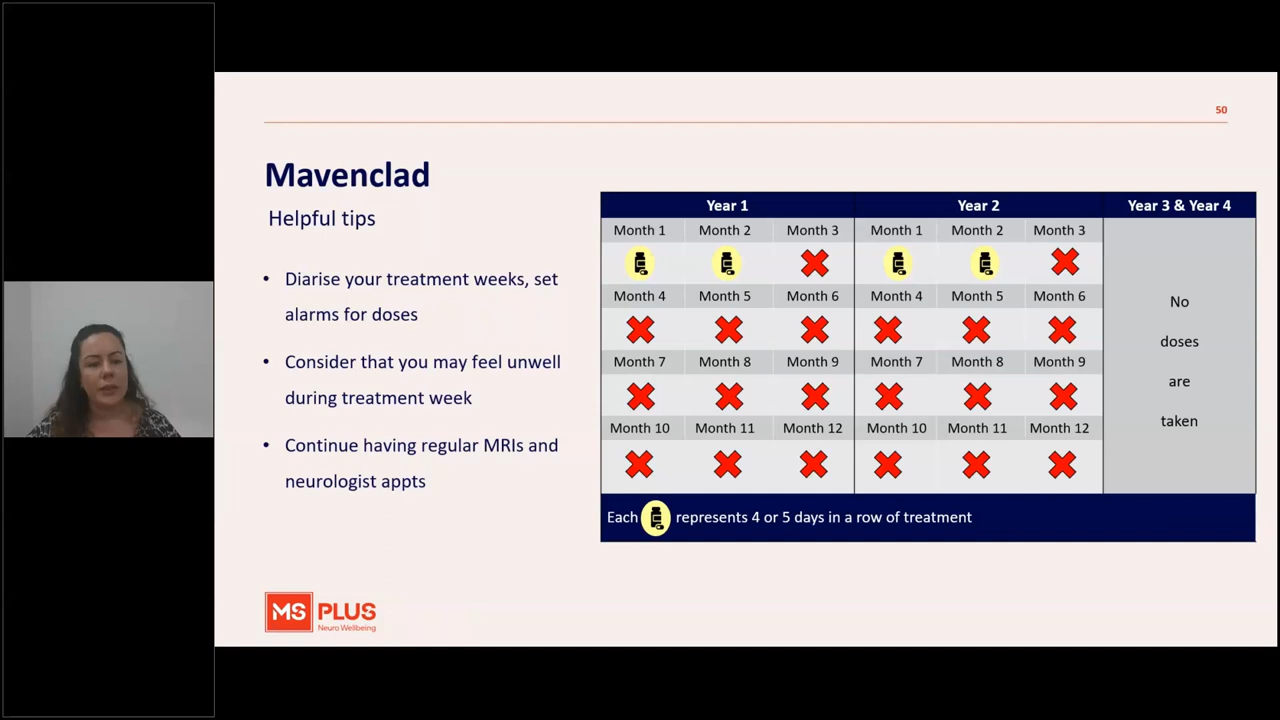 50
Mavenclad
Helpful tips
• Diarise your treatment weeks, set
alarms for doses
• Consider that you may feel unwell
during treatment week
• Continue having regular MRIs and
neurologist appts
Year 1 Year 2 Year 3 & Year 4
Month 1 Month 2 Month 3 Month 1 Month 2 Month 3
Month 4 Month 5 Month 6 Month 4 Month 5 Month 6
Month 7 Month 8 Month 9 Month 7 Month 8 Month 9
Month 10 Month 11 Month 12 Month 10 Month 11 Month 12
No
doses
are
taken
Each represents 4 or 5 days in a row of treatment
MS PLUS
Neuro Wellbeing